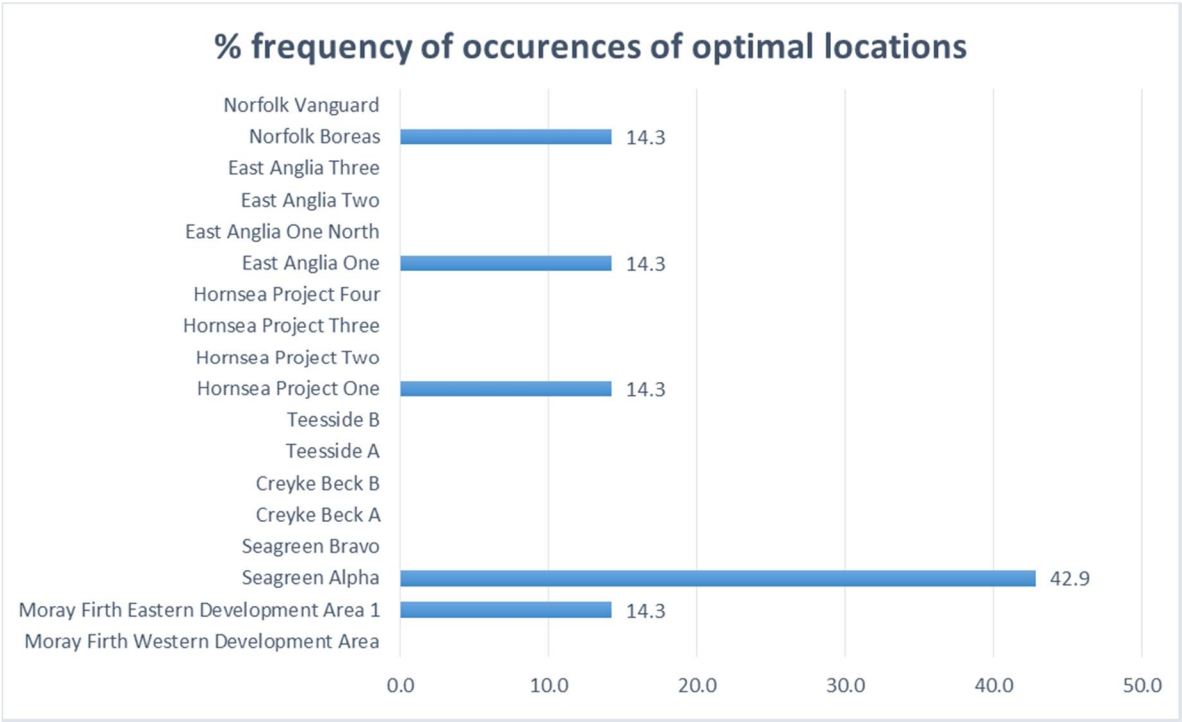 % frequency of occurences of optimal locations
Norfolk Vanguard
Norfolk Boreas 14.3
East Anglia Three
East Anglia Two
East Anglia One North
East Anglia One 14.3
Hornsea Project Four
Hornsea Project Three
Hornsea Project Two
Hornsea Project One 14.3
Teesside B
Teesside A
Creyke Beck B
Creyke Beck A
Seagreen Bravo
Seagreen Alpha 42.9
Moray Firth Eastern Development Area 1 14.3
Moray Firth Western Development Area
0.0 10.0 20.0 30.0 40.0 50.0